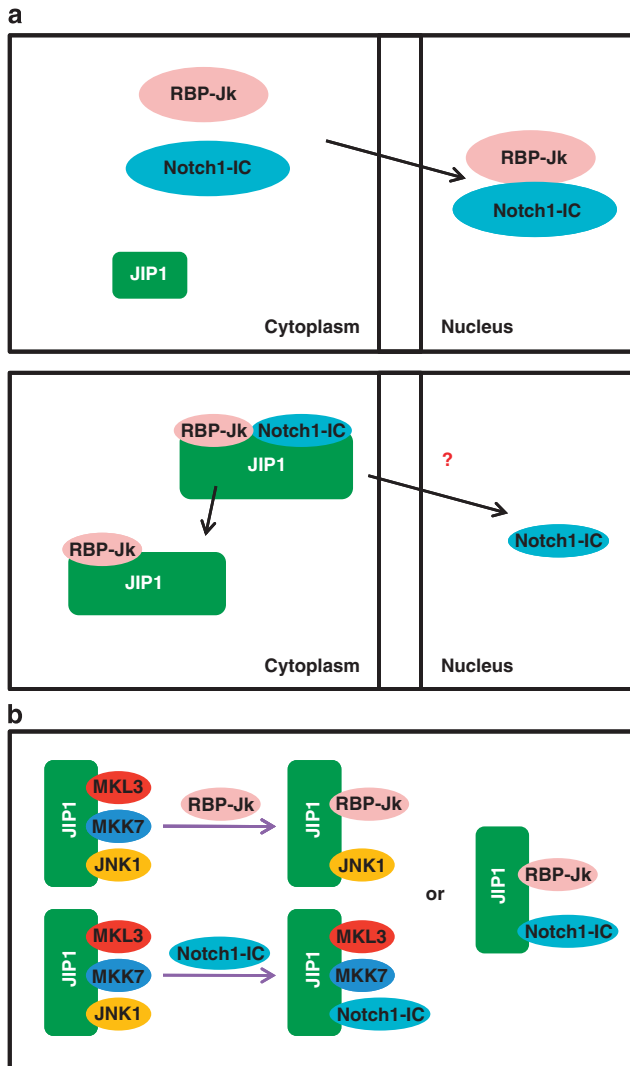 a
RBP-Jk
Notch1-IC
JIP1
RBP-Jk
Notch1-IC
Cytoplasm
Nucleus
RBP-Jk
Notch1-IC
JIP1
?
RBP-Jk
JIP1
Notch1-IC
Cytoplasm
Nucleus
b
JIP1
MKL3
MKK7
JNK1
RBP-Jk
JIP1
RBP-Jk
JNK1
JIP1
MKL3
MKK7
JNK1
Notch1-IC
JIP1
MKL3
MKK7
Notch1-IC
or
JIP1
RBP-Jk
Notch1-IC